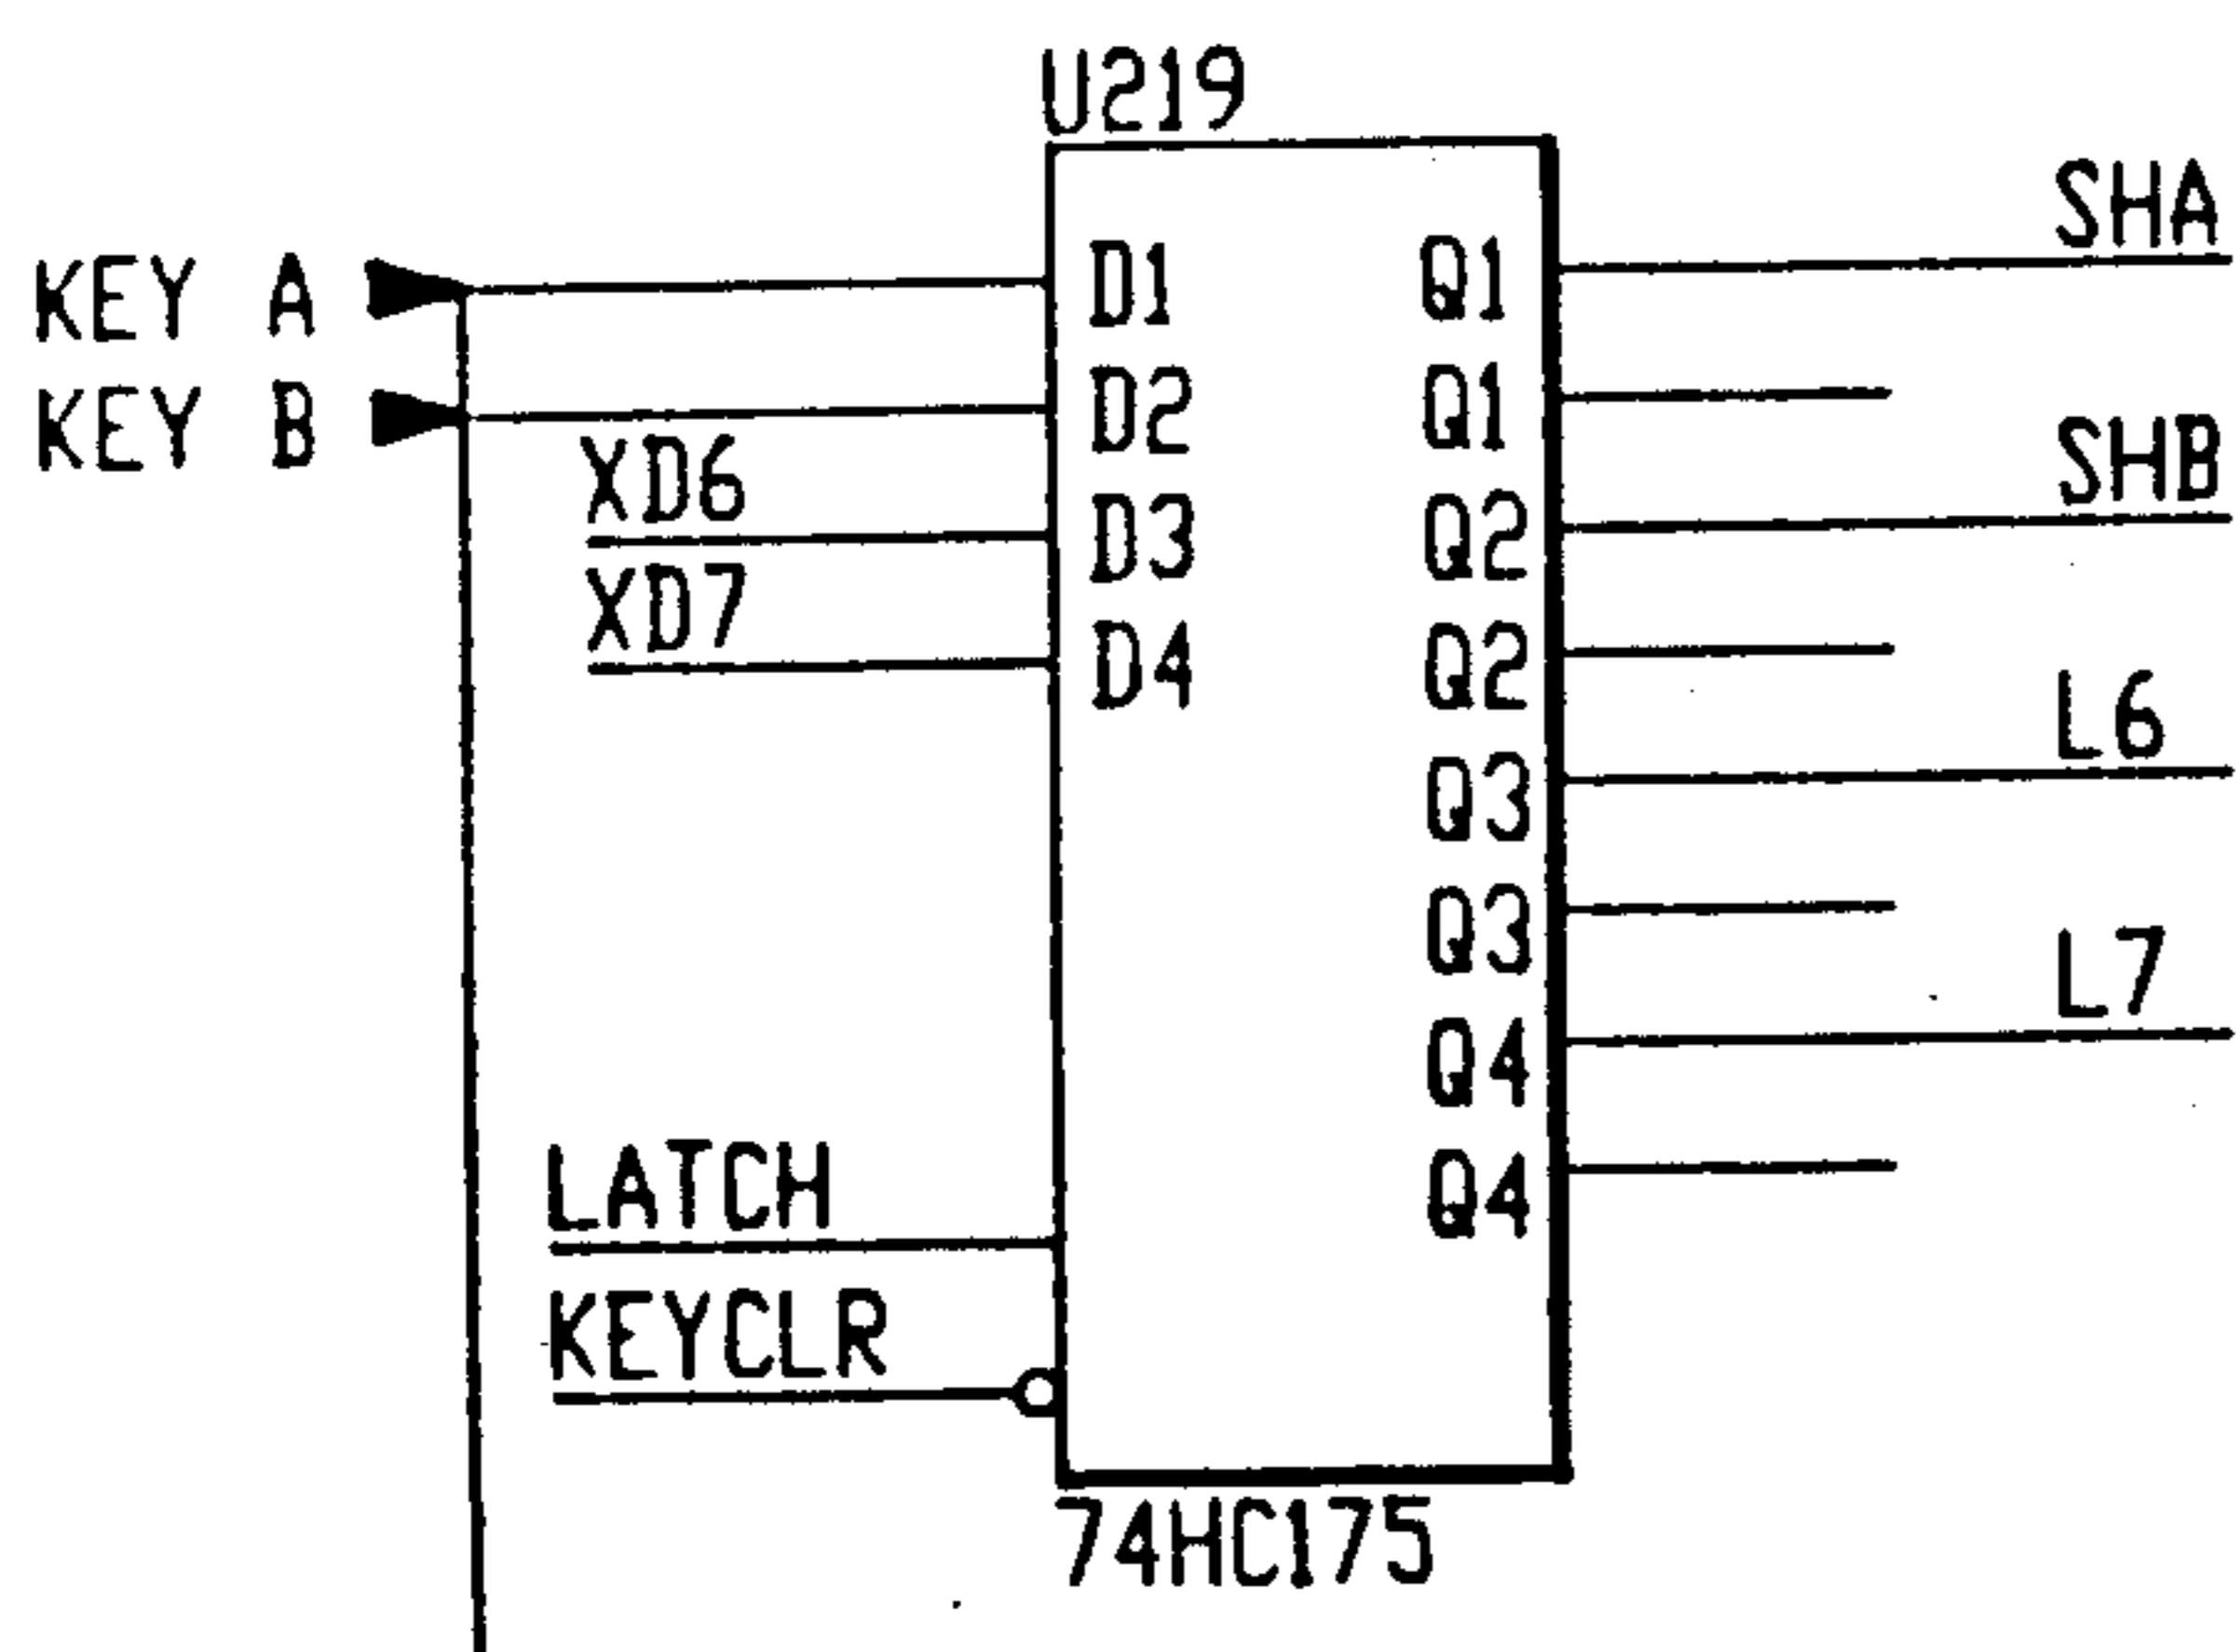 U219
KEY A
KEY B
XD6
XD7
LATCH
KEYCLR
D1
D2
D3
D4
Q1
Q1
Q2
Q2
Q3
Q3
Q4
Q4
SHA
SHB
L6
L7
74HC175